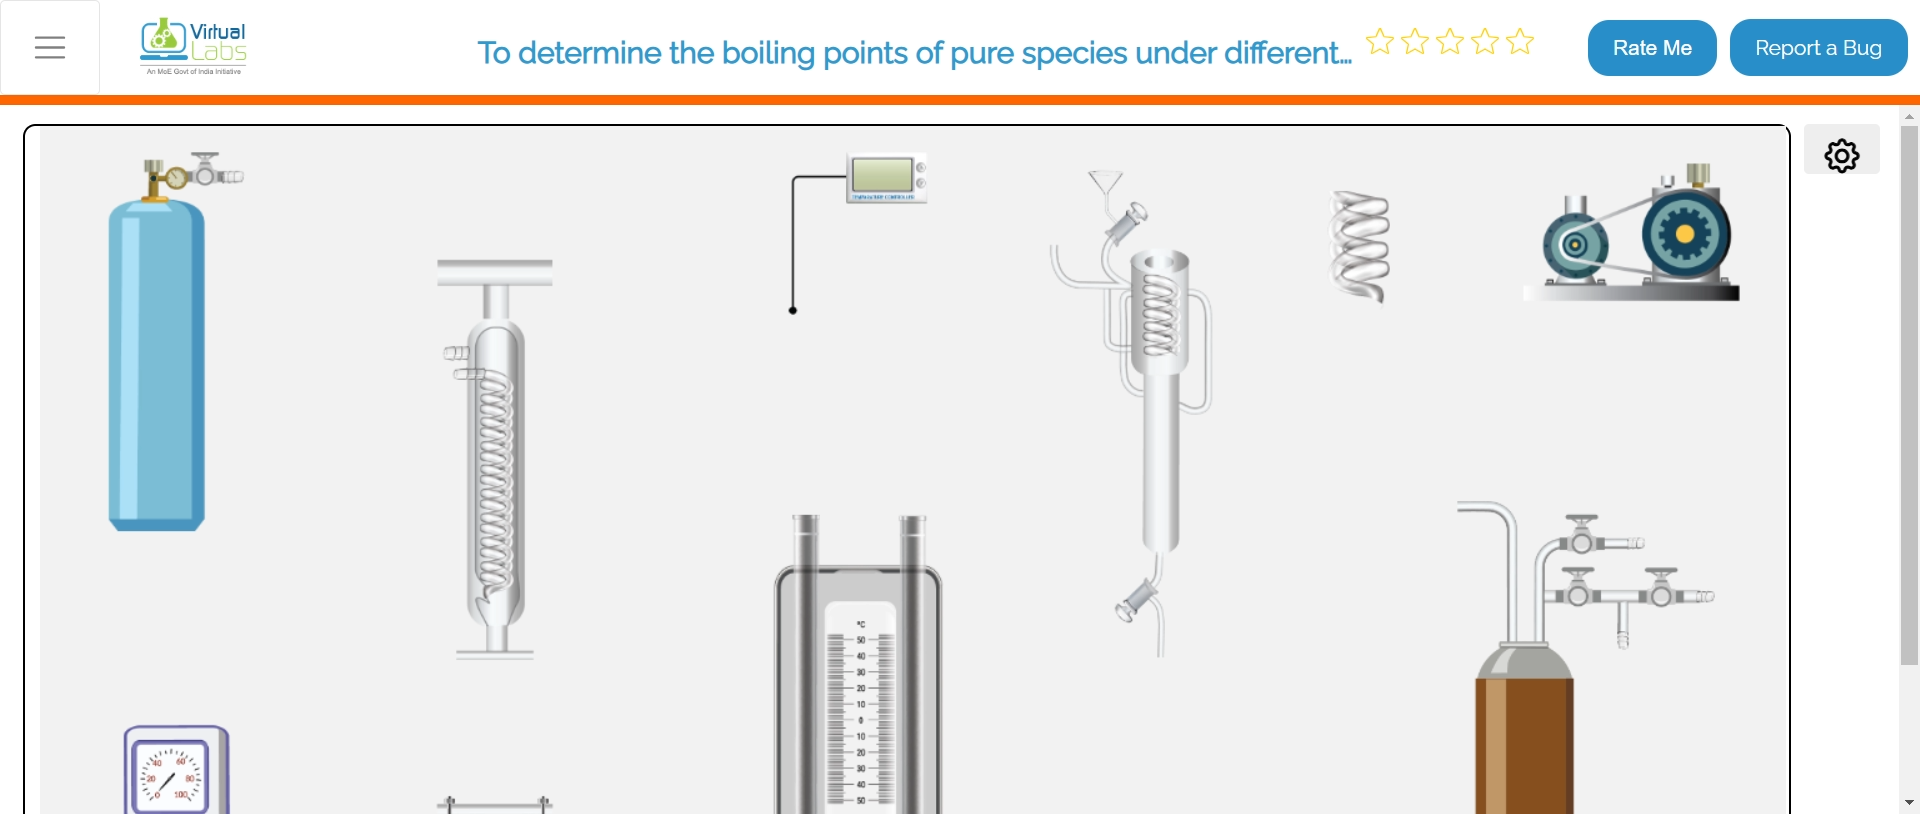 Virtual
Labs
An MoE Govt of India Initiative
To determine the boiling points of pure species under different...
Rate Me
Report a Bug
TEMPERATURE CONTROLLER
°C
50
40
30
20
10
0
10
20
30
40
50
0
20
40
60
80
100